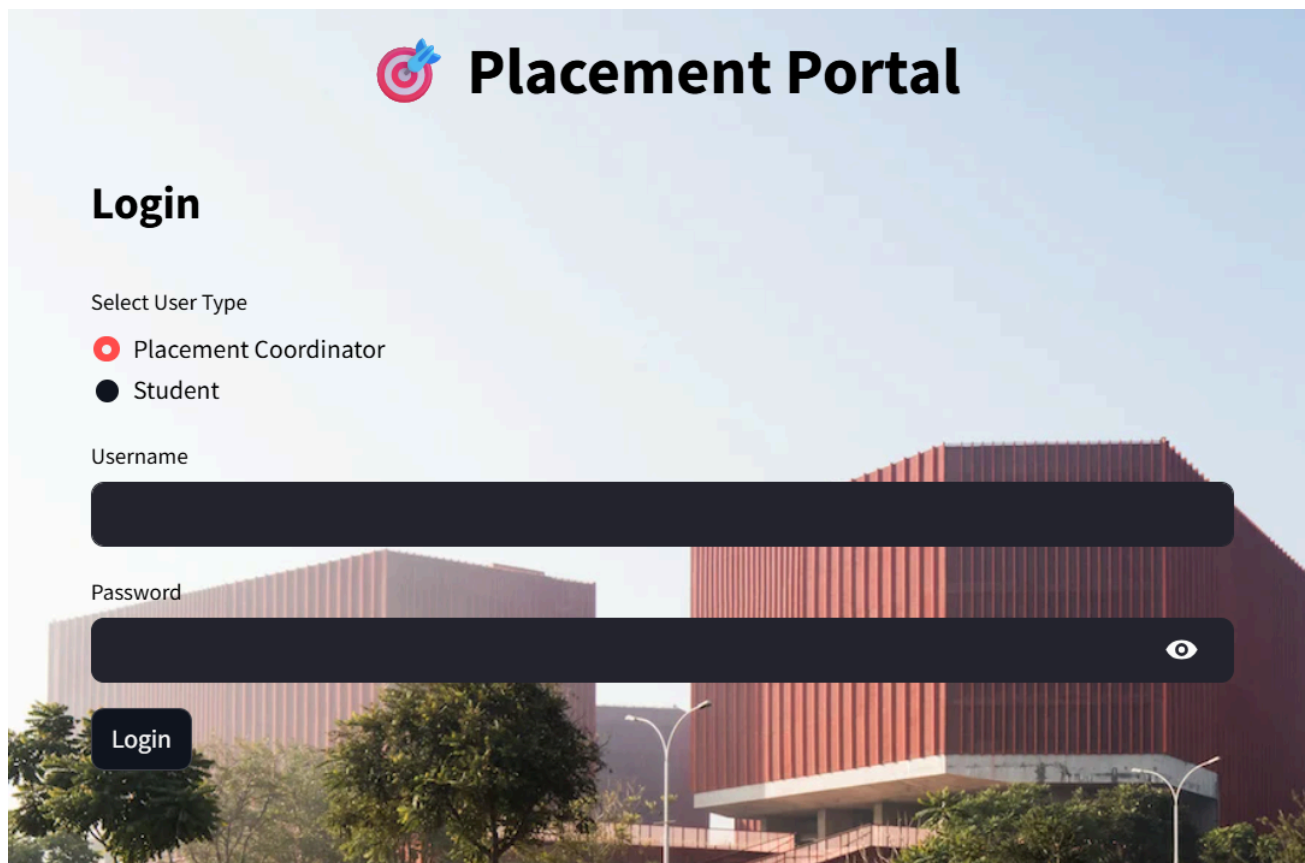 Placement Portal
Login
Select User Type
Placement Coordinator
Student
Username
Password
Login